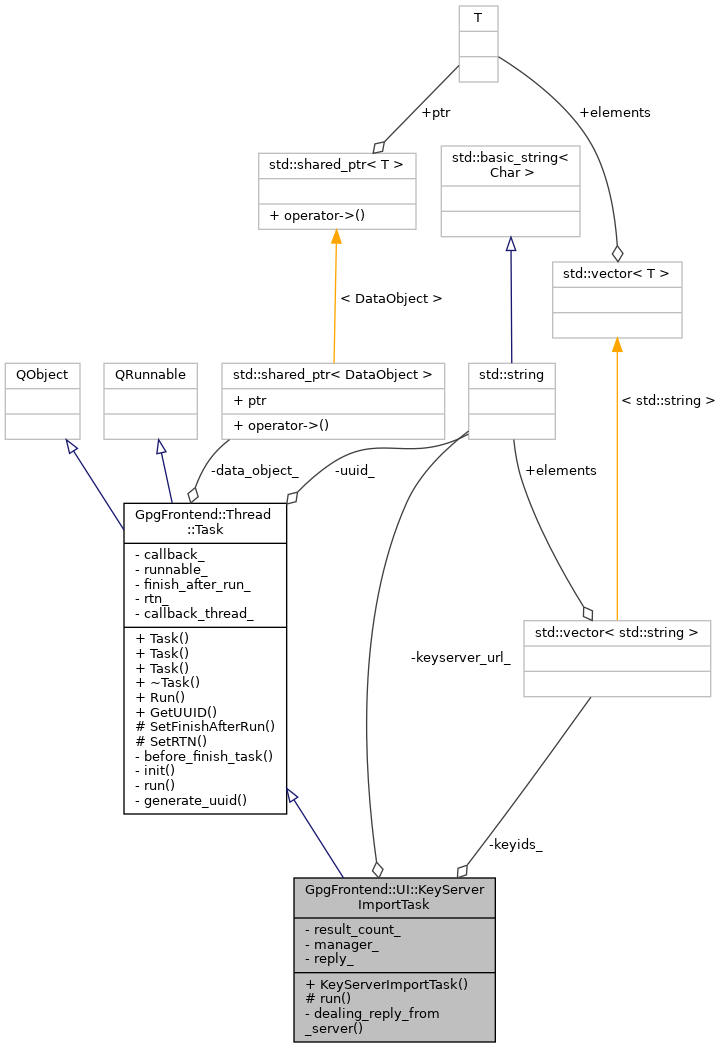 T
+ptr
+elements
std::shared_ptr< T >
+ operator->()
std::basic_string<
Char >
std::vector< T >
< DataObject >
QObject
QRunnable
std::shared_ptr< DataObject >
+ ptr
+ operator->()
std::string
< std::string >
-data_object_
-uuid_
+elements
GpgFrontend::Thread
::Task
- callback_
- runnable_
- finish_after_run_
- rtn_
- callback_thread_
+ Task()
+ Task()
+ Task()
+ ~Task()
+ Run()
+ GetUUID()
# SetFinishAfterRun()
# SetRTN()
- before_finish_task()
- init()
- run()
- generate_uuid()
-keyserver_url_
std::vector< std::string >
-keyids_
GpgFrontend::UI::KeyServer
ImportTask
- result_count_
- manager_
- reply_
+ KeyServerImportTask()
# run()
- dealing_reply_from
_server()